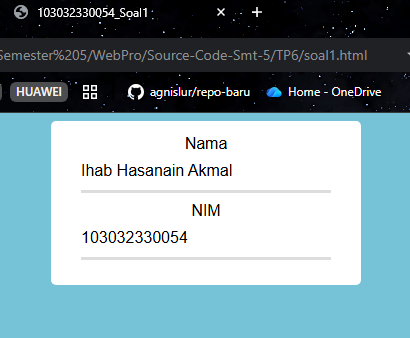 103032330054_Soal1
Semester%205/WebPro/Source-Code-Smt-5/TP6/soal1.html
HUAWEI
agnislur/repo-baru
Home - OneDrive
Nama
Ihab Hasanain Akmal
NIM
103032330054